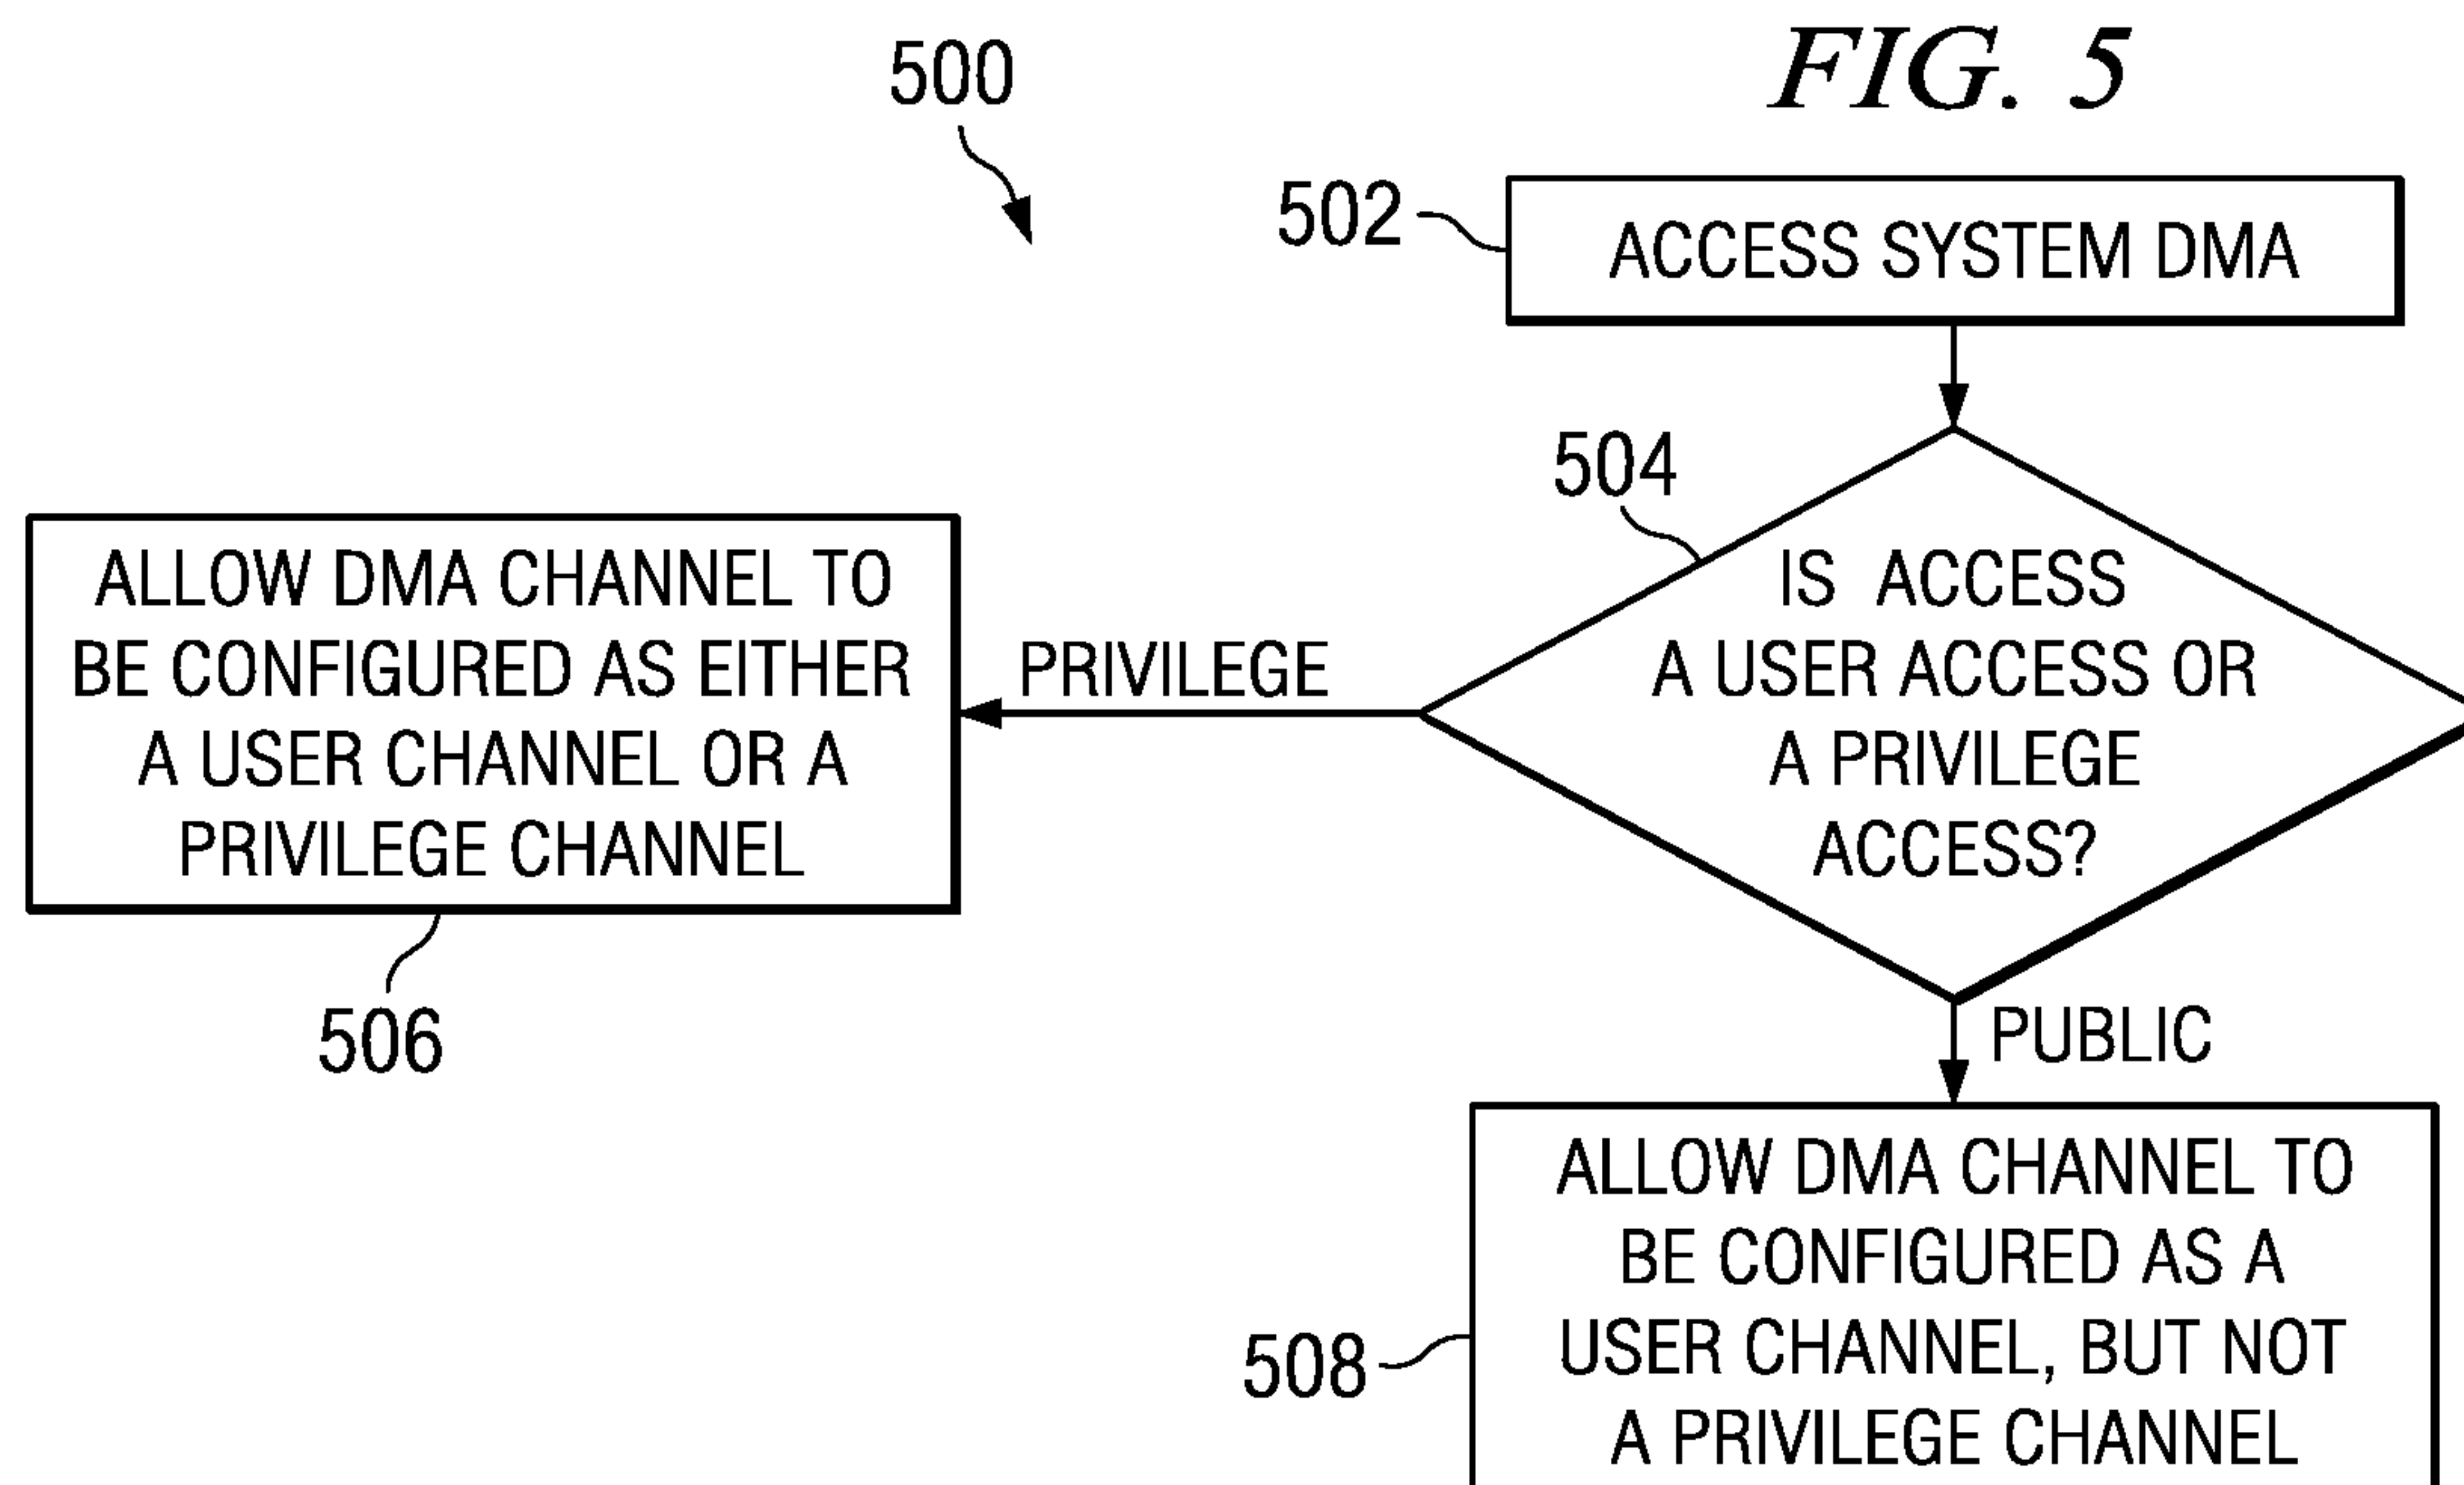 FIG. 5
500
502
ACCESS SYSTEM DMA
504
IS ACCESS
A USER ACCESS OR
A PRIVILEGE
ACCESS?
PRIVILEGE
ALLOW DMA CHANNEL TO
BE CONFIGURED AS EITHER
A USER CHANNEL OR A
PRIVILEGE CHANNEL
506
PUBLIC
ALLOW DMA CHANNEL TO
BE CONFIGURED AS A
USER CHANNEL, BUT NOT
A PRIVILEGE CHANNEL
508